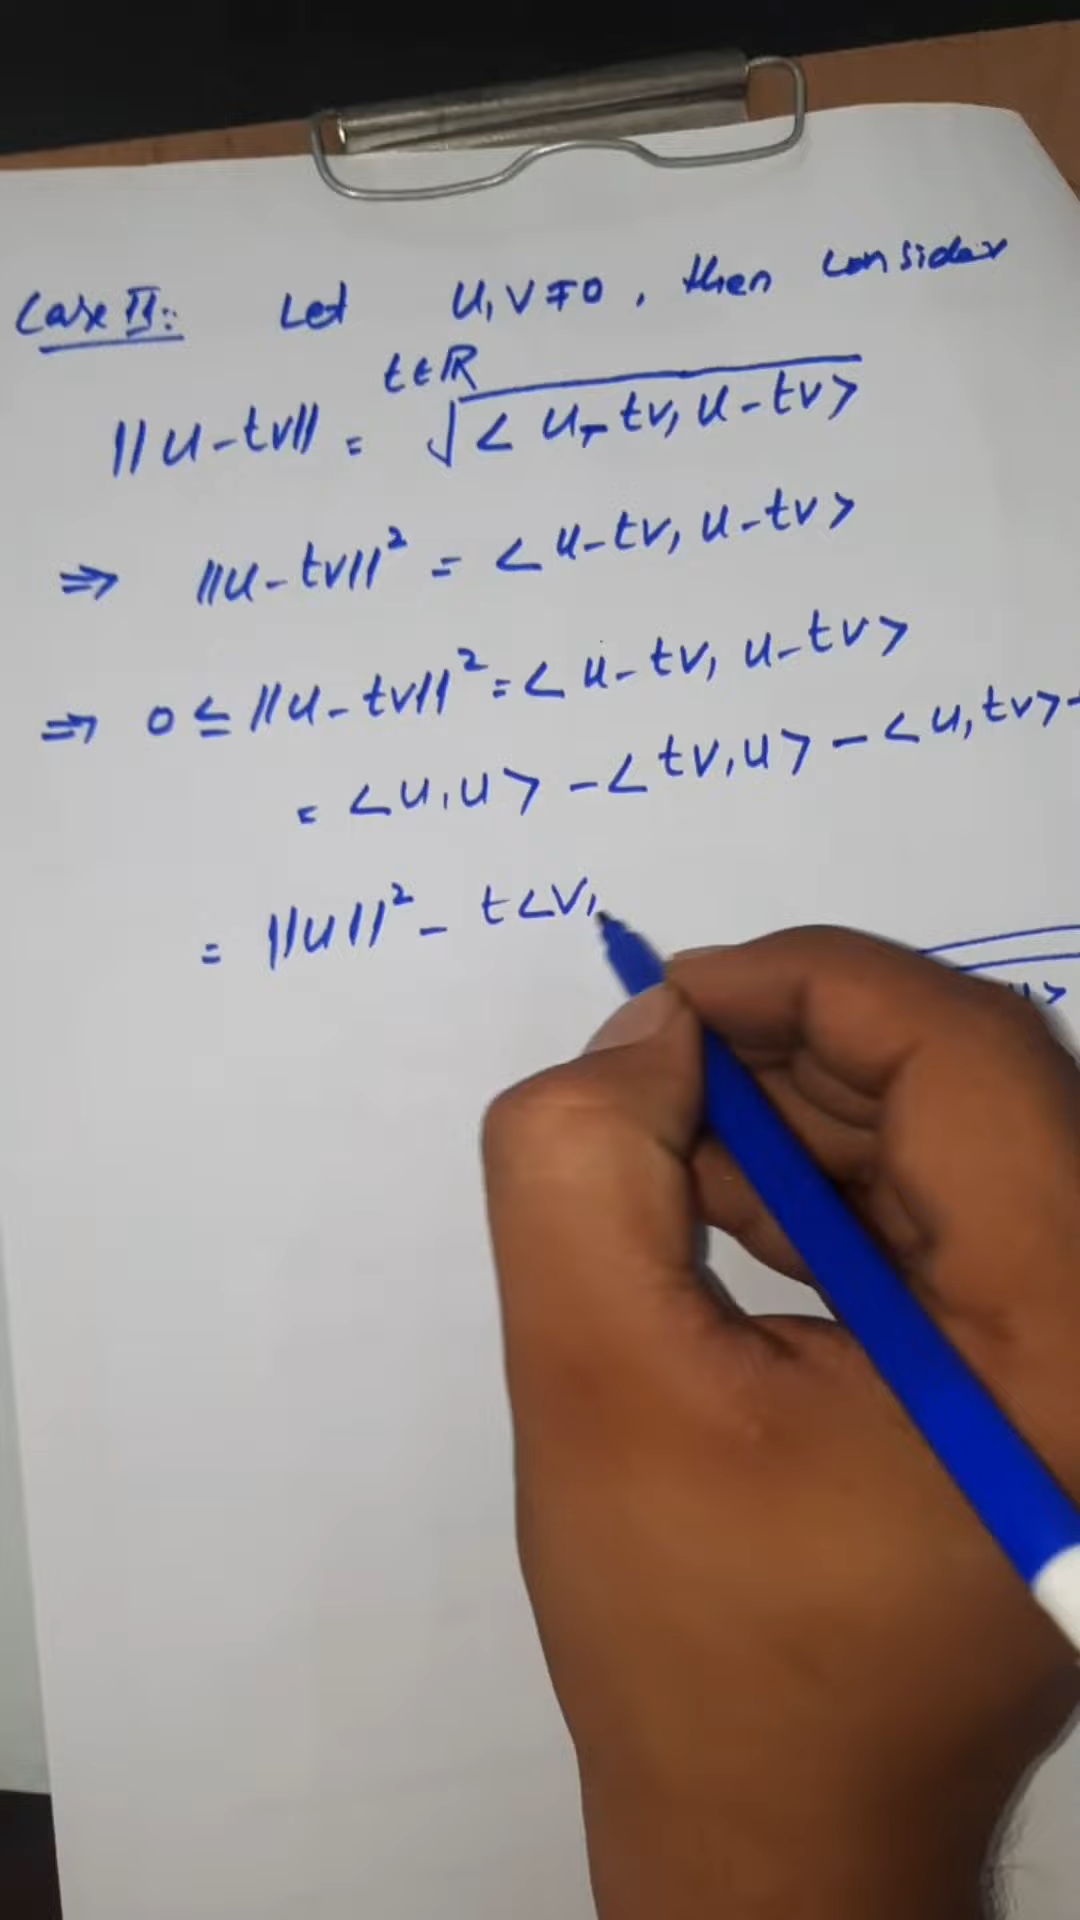 Case II: Let u, v ≠ 0, then consider
t∈ℝ
||u-tv|| = √<u-tv, u-tv>
⇒ ||u-tv||² = <u-tv, u-tv>
⇒ 0 ≤ ||u-tv||² = <u-tv, u-tv>
= <u,u> - <tv,u> - <u,tv> +
= ||u||² - t<v,
u>